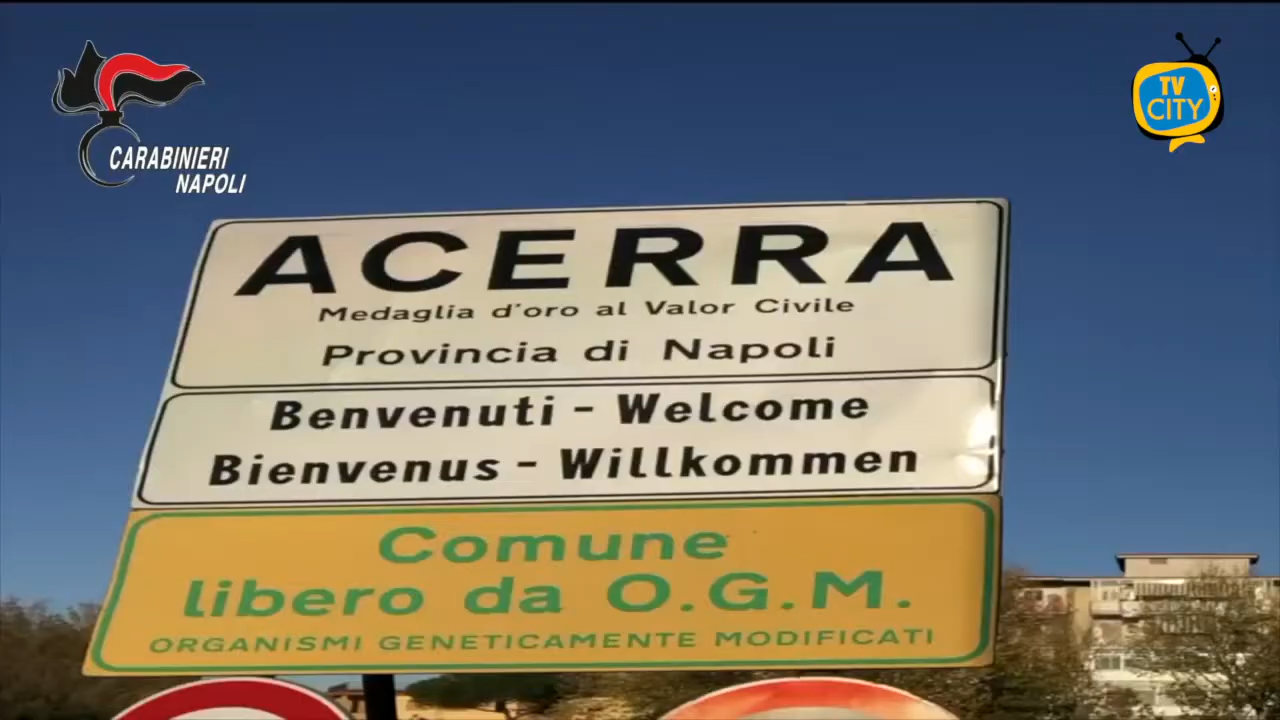 CARABINIERI
NAPOLI
TV
CITY
ACERRA
Medaglia d'oro al Valor Civile
Provincia di Napoli
Benvenuti - Welcome
Bienvenus - Willkommen
Comune
libero da O.G.M.
ORGANISMI GENETICAMENTE MODIFICATI